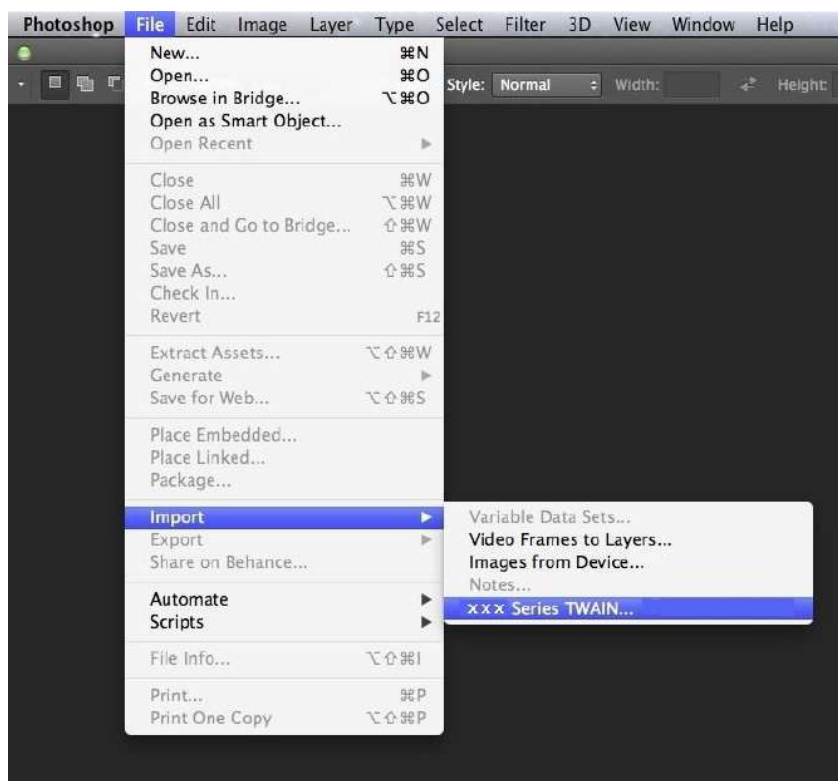 Photoshop File Edit Image Layer Type Select Filter 3D View Window Help
Style: Normal Width: Height:
New... ⌘N
Open... ⌘O
Browse in Bridge... ⌥⌘O
Open as Smart Object...
Open Recent
Close ⌘W
Close All ⌥⌘W
Close and Go to Bridge... ⇧⌘W
Save ⌘S
Save As... ⇧⌘S
Check In...
Revert F12
Extract Assets... ⌥⇧⌘W
Generate
Save for Web... ⌥⇧⌘S
Place Embedded...
Place Linked...
Package...
Import
Export
Share on Behance...
Automate
Scripts
File Info... ⌥⇧⌘I
Print... ⌘P
Print One Copy ⌥⇧⌘P
Variable Data Sets...
Video Frames to Layers...
Images from Device...
Notes...
xxx Series TWAIN...